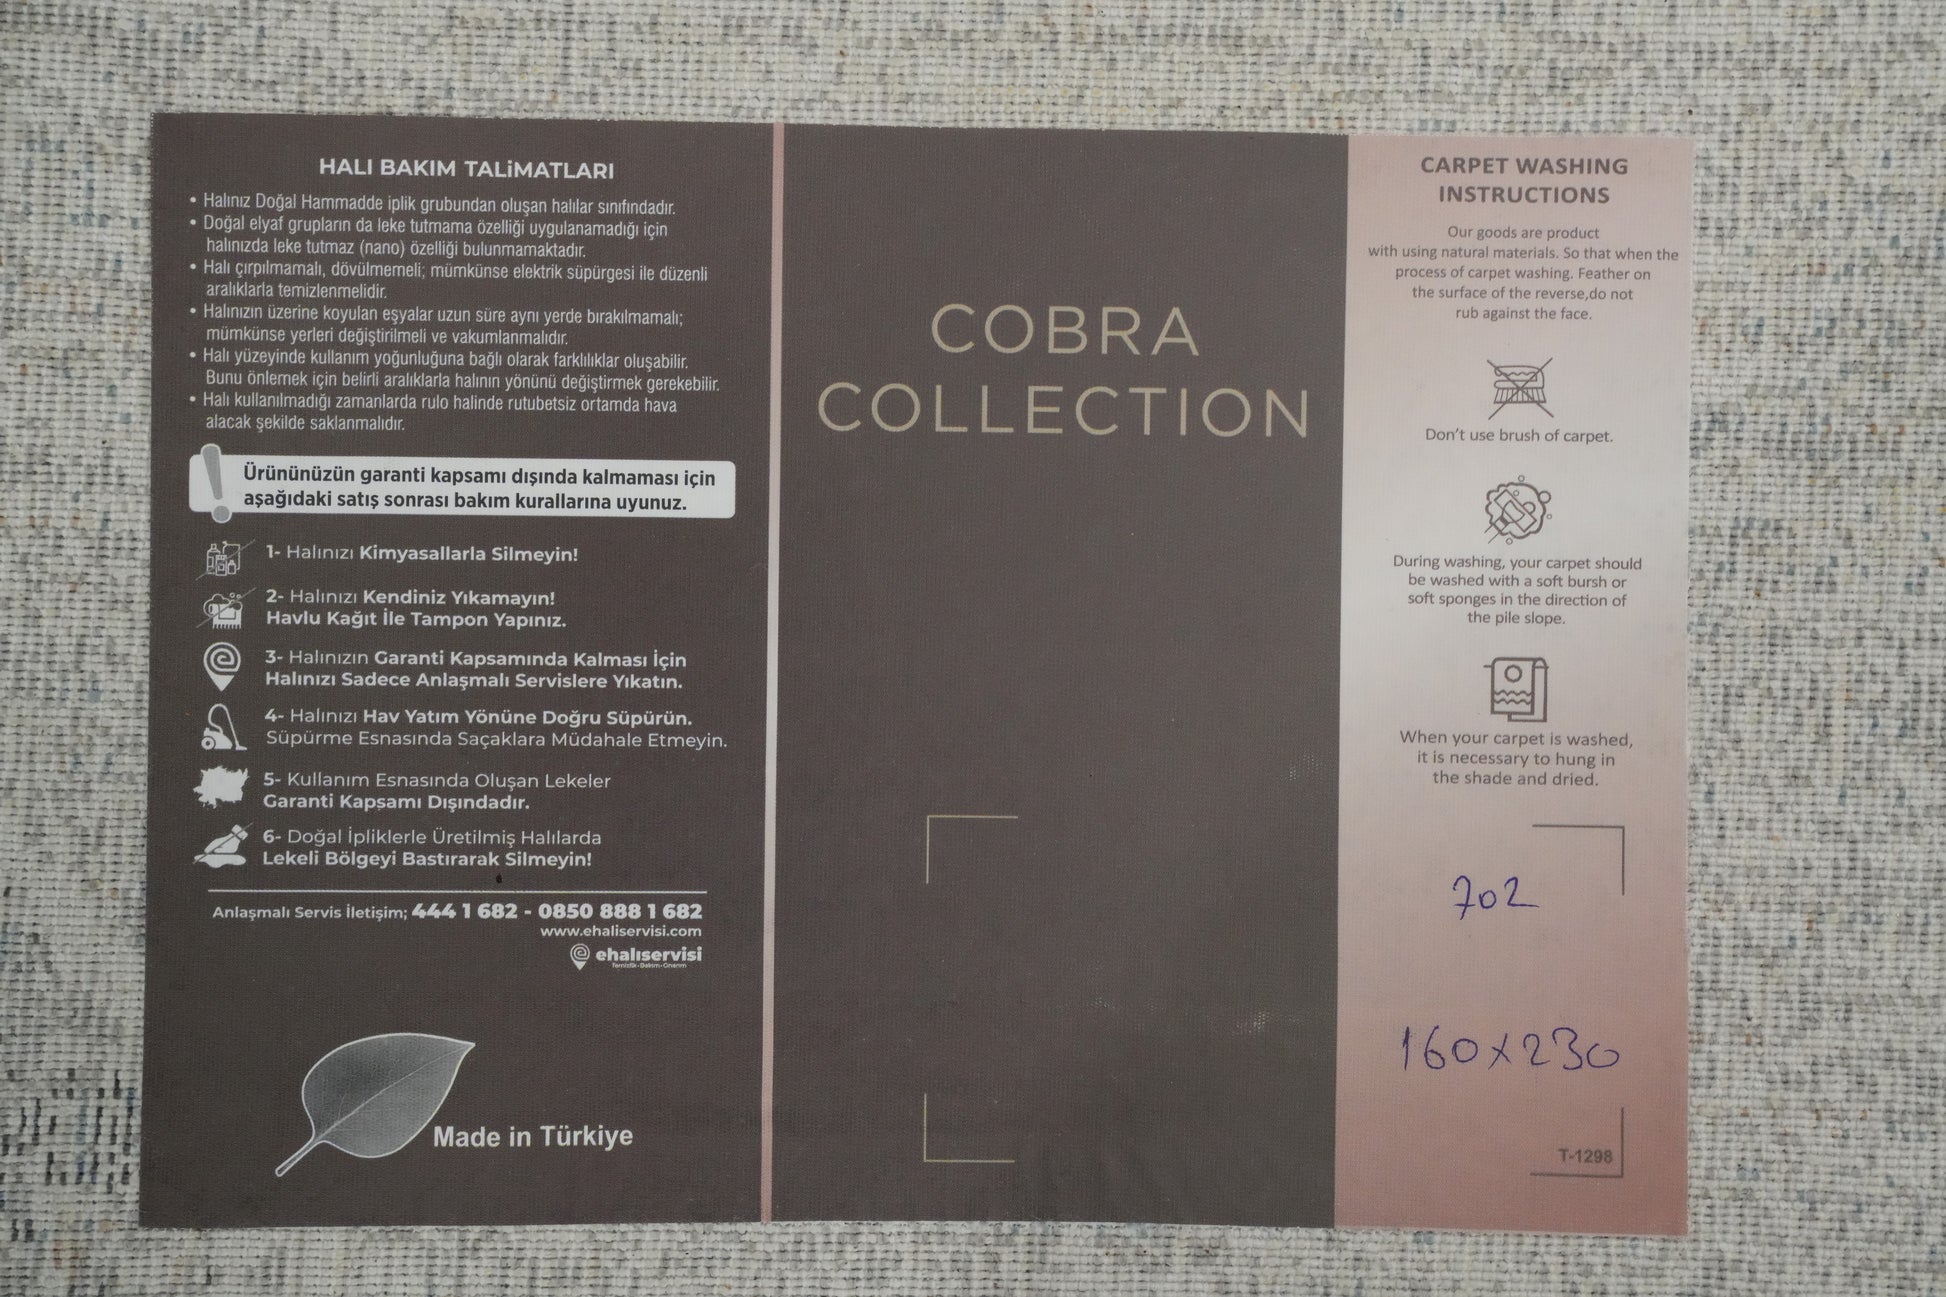 HALI BAKIM TALiMATLARI
• Halınız Doğal Hammadde iplik grubundan oluşan halılar sınıfındadır.
• Doğal elyaf grupların da leke tutmama özelliği uygulanamadığı için
halınızda leke tutmaz (nano) özelliği bulunmamaktadır.
• Halı çırpılmamalı, dövülmemeli; mümkünse elektrik süpürgesi ile düzenli
aralıklarla temizlenmelidir.
• Halınızın üzerine koyulan eşyalar uzun süre aynı yerde bırakılmamalı;
mümkünse yerleri değiştirilmeli ve vakumlanmalıdır.
• Halı yüzeyinde kullanım yoğunluğuna bağlı olarak farklılıklar oluşabilir.
Bunu önlemek için belirli aralıklarla halının yönünü değiştirmek gerekebilir.
• Halı kullanılmadığı zamanlarda rulo halinde rutubetsiz ortamda hava
alacak şekilde saklanmalıdır.
Ürününüzün garanti kapsamı dışında kalmaması için
aşağıdaki satış sonrası bakım kurallarına uyunuz.
1- Halınızı Kimyasallarla Silmeyin!
2- Halınızı Kendiniz Yıkamayın!
Havlu Kağıt İle Tampon Yapınız.
3- Halınızın Garanti Kapsamında Kalması İçin
Halınızı Sadece Anlaşmalı Servislere Yıkatın.
4- Halınızı Hav Yatım Yönüne Doğru Süpürün.
Süpürme Esnasında Saçaklara Müdahale Etmeyin.
5- Kullanım Esnasında Oluşan Lekeler
Garanti Kapsamı Dışındadır.
6- Doğal İpliklerle Üretilmiş Halılarda
Lekeli Bölgeyi Bastırarak Silmeyin!
Anlaşmalı Servis İletişim; 444 1 682 - 0850 888 1 682
www.ehaliservisi.com
ehalıservisi
Temizlik - Bakım - Onarım
Made in Türkiye
COBRA
COLLECTION
CARPET WASHING
INSTRUCTIONS
Our goods are product
with using natural materials. So that when the
process of carpet washing. Feather on
the surface of the reverse,do not
rub against the face.
Don't use brush of carpet.
During washing, your carpet should
be washed with a soft bursh or
soft sponges in the direction of
the pile slope.
When your carpet is washed,
it is necessary to hung in
the shade and dried.
702
160x230
T-1298